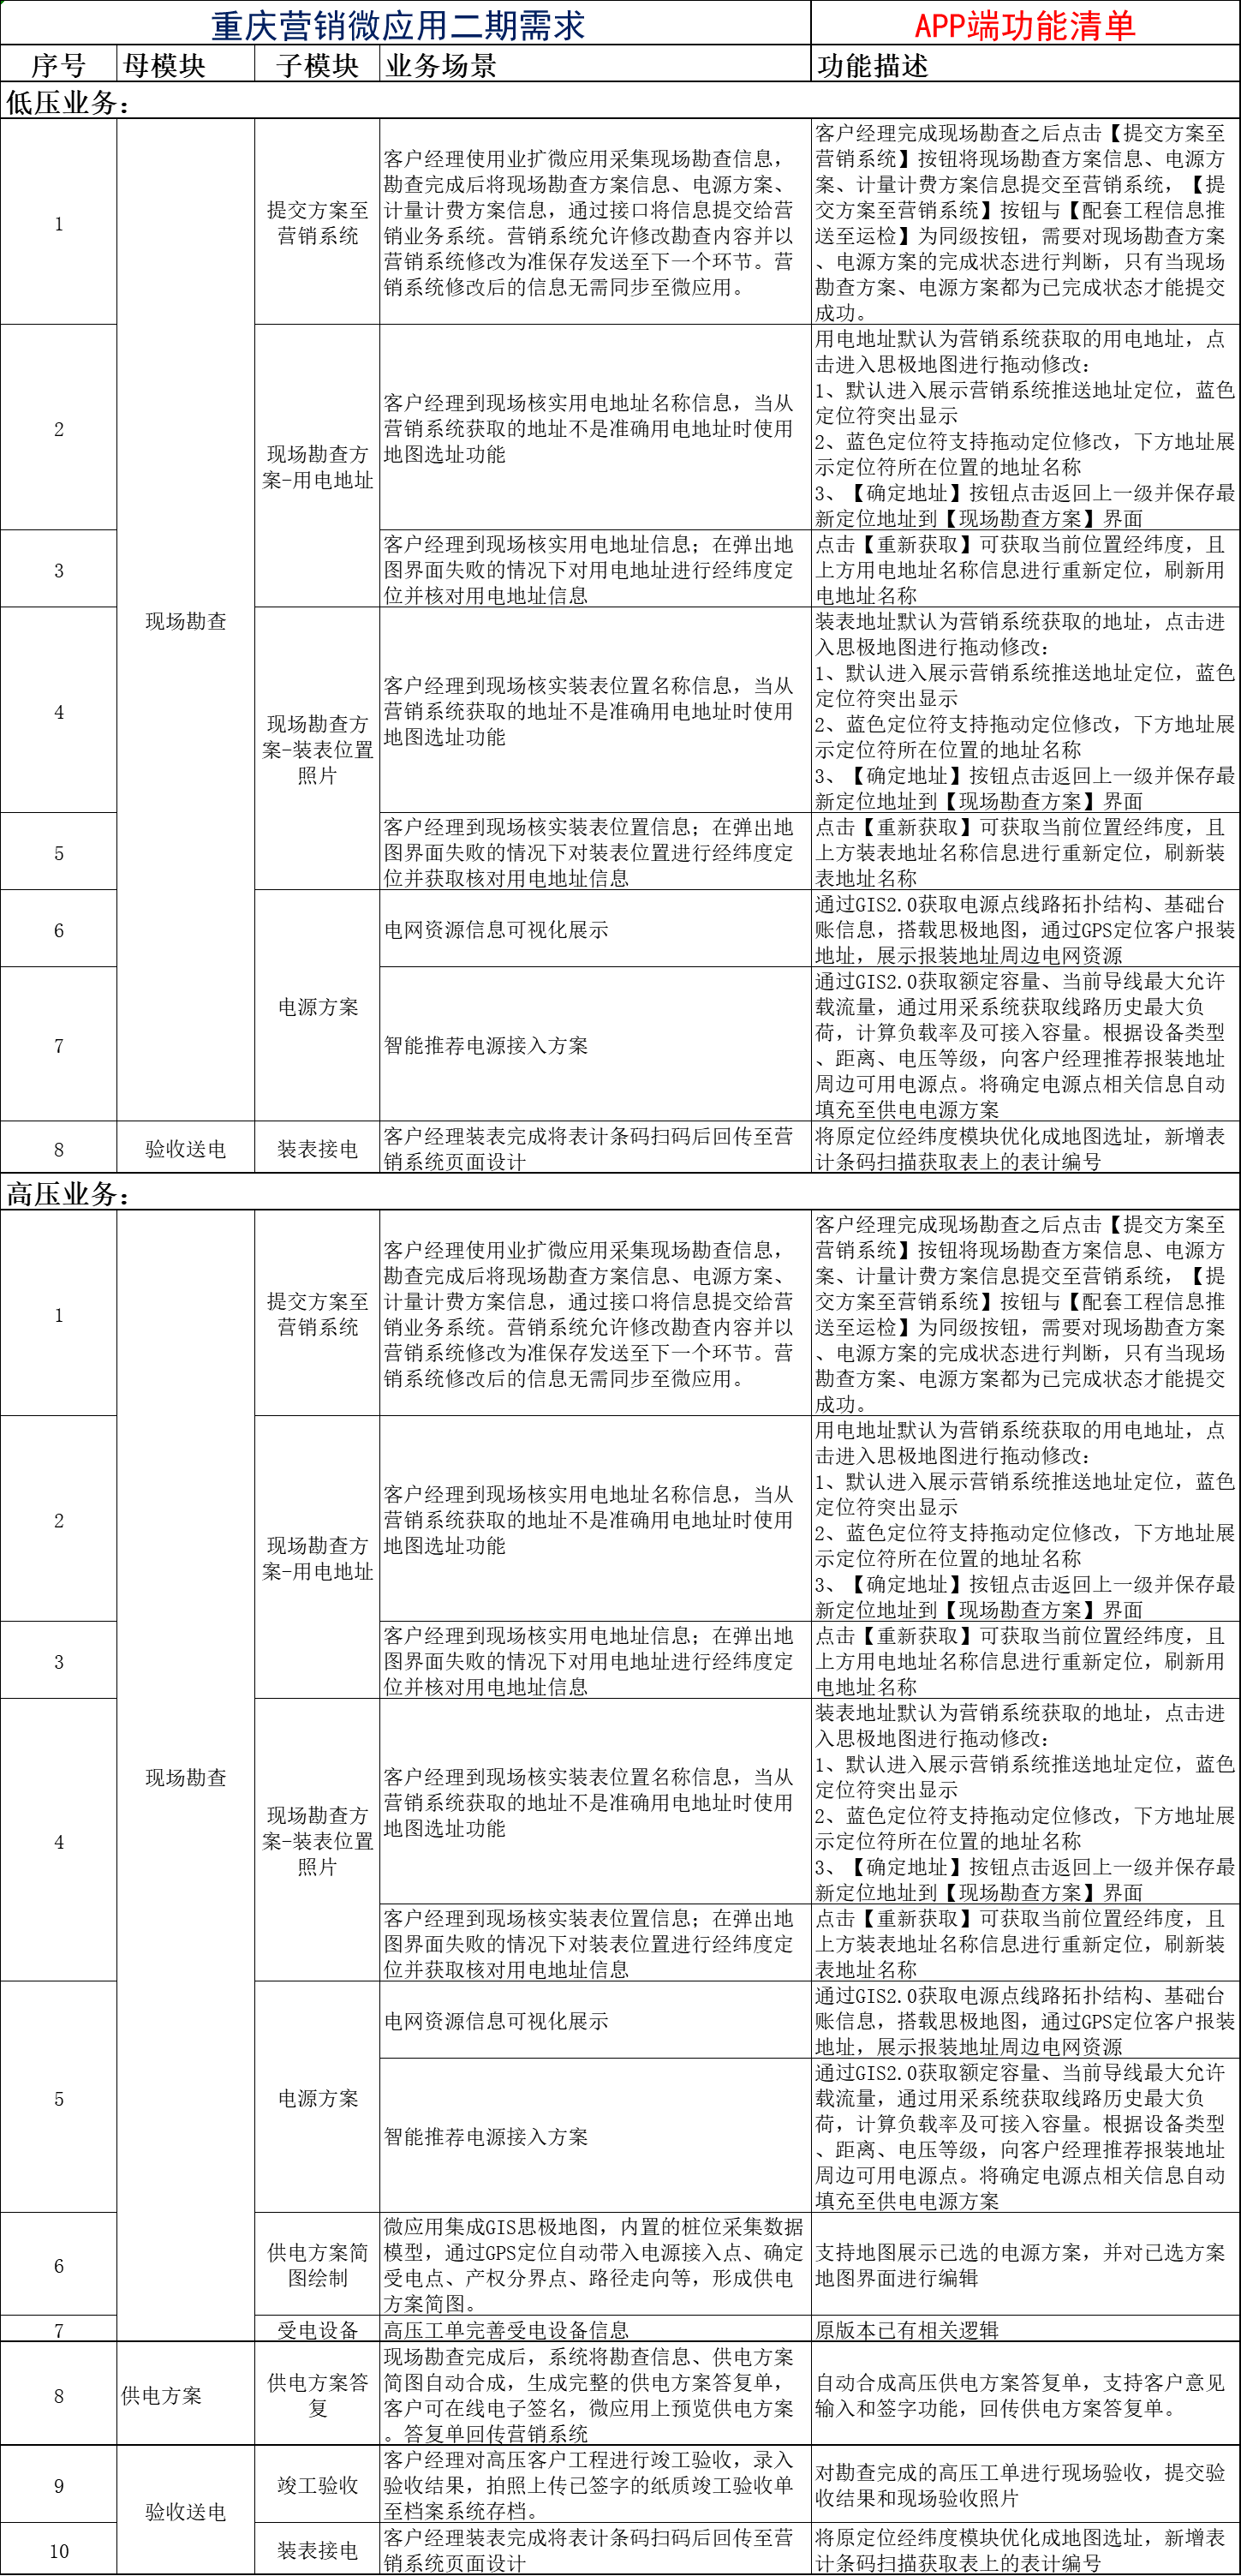 重庆营销微应用二期需求
APP端功能清单
序号
母模块
子模块
业务场景
功能描述
低压业务：
1
现场勘查
提交方案至
营销系统
客户经理使用业扩微应用采集现场勘查信息，
勘查完成后将现场勘查方案信息、电源方案、
计量计费方案信息，通过接口将信息提交给营
销业务系统。营销系统允许修改勘查内容并以
营销系统修改为准保存发送至下一个环节。营
销系统修改后的信息无需同步至微应用。
客户经理完成现场勘查之后点击【提交方案至
营销系统】按钮将现场勘查方案信息、电源方
案、计量计费方案信息提交至营销系统，【提
交方案至营销系统】按钮与【配套工程信息推
送至运检】为同级按钮，需要对现场勘查方案
、电源方案的完成状态进行判断，只有当现场
勘查方案、电源方案都为已完成状态才能提交
成功。
2
现场勘查方
案-用电地址
客户经理到现场核实用电地址名称信息，当从
营销系统获取的地址不是准确用电地址时使用
地图选址功能
用电地址默认为营销系统获取的用电地址，点
击进入思极地图进行拖动修改：
1、默认进入展示营销系统推送地址定位，蓝色
定位符突出显示
2、蓝色定位符支持拖动定位修改，下方地址展
示定位符所在位置的地址名称
3、【确定地址】按钮点击返回上一级并保存最
新定位地址到【现场勘查方案】界面
3
客户经理到现场核实用电地址信息；在弹出地
图界面失败的情况下对用电地址进行经纬度定
位并核对用电地址信息
点击【重新获取】可获取当前位置经纬度，且
上方用电地址名称信息进行重新定位，刷新用
电地址名称
4
现场勘查方
案-装表位置
照片
客户经理到现场核实装表位置名称信息，当从
营销系统获取的地址不是准确用电地址时使用
地图选址功能
装表地址默认为营销系统获取的地址，点击进
入思极地图进行拖动修改：
1、默认进入展示营销系统推送地址定位，蓝色
定位符突出显示
2、蓝色定位符支持拖动定位修改，下方地址展
示定位符所在位置的地址名称
3、【确定地址】按钮点击返回上一级并保存最
新定位地址到【现场勘查方案】界面
5
客户经理到现场核实装表位置信息；在弹出地
图界面失败的情况下对装表位置进行经纬度定
位并获取核对用电地址信息
点击【重新获取】可获取当前位置经纬度，且
上方装表地址名称信息进行重新定位，刷新装
表地址名称
6
电源方案
电网资源信息可视化展示
通过GIS2.0获取电源点线路拓扑结构、基础台
账信息，搭载思极地图，通过GPS定位客户报装
地址，展示报装地址周边电网资源
7
智能推荐电源接入方案
通过GIS2.0获取额定容量、当前导线最大允许
载流量，通过用采系统获取线路历史最大负
荷，计算负载率及可接入容量。根据设备类型
、距离、电压等级，向客户经理推荐报装地址
周边可用电源点。将确定电源点相关信息自动
填充至供电电源方案
8
验收送电
装表接电
客户经理装表完成将表计条码扫码后回传至营
销系统页面设计
将原定位经纬度模块优化成地图选址，新增表
计条码扫描获取表上的表计编号
高压业务：
1
现场勘查
提交方案至
营销系统
客户经理使用业扩微应用采集现场勘查信息，
勘查完成后将现场勘查方案信息、电源方案、
计量计费方案信息，通过接口将信息提交给营
销业务系统。营销系统允许修改勘查内容并以
营销系统修改为准保存发送至下一个环节。营
销系统修改后的信息无需同步至微应用。
客户经理完成现场勘查之后点击【提交方案至
营销系统】按钮将现场勘查方案信息、电源方
案、计量计费方案信息提交至营销系统，【提
交方案至营销系统】按钮与【配套工程信息推
送至运检】为同级按钮，需要对现场勘查方案
、电源方案的完成状态进行判断，只有当现场
勘查方案、电源方案都为已完成状态才能提交
成功。
2
现场勘查方
案-用电地址
客户经理到现场核实用电地址名称信息，当从
营销系统获取的地址不是准确用电地址时使用
地图选址功能
用电地址默认为营销系统获取的用电地址，点
击进入思极地图进行拖动修改：
1、默认进入展示营销系统推送地址定位，蓝色
定位符突出显示
2、蓝色定位符支持拖动定位修改，下方地址展
示定位符所在位置的地址名称
3、【确定地址】按钮点击返回上一级并保存最
新定位地址到【现场勘查方案】界面
3
客户经理到现场核实用电地址信息；在弹出地
图界面失败的情况下对用电地址进行经纬度定
位并核对用电地址信息
点击【重新获取】可获取当前位置经纬度，且
上方用电地址名称信息进行重新定位，刷新用
电地址名称
4
现场勘查方
案-装表位置
照片
客户经理到现场核实装表位置名称信息，当从
营销系统获取的地址不是准确用电地址时使用
地图选址功能
装表地址默认为营销系统获取的地址，点击进
入思极地图进行拖动修改：
1、默认进入展示营销系统推送地址定位，蓝色
定位符突出显示
2、蓝色定位符支持拖动定位修改，下方地址展
示定位符所在位置的地址名称
3、【确定地址】按钮点击返回上一级并保存最
新定位地址到【现场勘查方案】界面
客户经理到现场核实装表位置信息；在弹出地
图界面失败的情况下对装表位置进行经纬度定
位并获取核对用电地址信息
点击【重新获取】可获取当前位置经纬度，且
上方装表地址名称信息进行重新定位，刷新装
表地址名称
5
电源方案
电网资源信息可视化展示
通过GIS2.0获取电源点线路拓扑结构、基础台
账信息，搭载思极地图，通过GPS定位客户报装
地址，展示报装地址周边电网资源
智能推荐电源接入方案
通过GIS2.0获取额定容量、当前导线最大允许
载流量，通过用采系统获取线路历史最大负
荷，计算负载率及可接入容量。根据设备类型
、距离、电压等级，向客户经理推荐报装地址
周边可用电源点。将确定电源点相关信息自动
填充至供电电源方案
6
供电方案简
图绘制
微应用集成GIS思极地图，内置的桩位采集数据
模型，通过GPS定位自动带入电源接入点、确定
受电点、产权分界点、路径走向等，形成供电
方案简图。
支持地图展示已选的电源方案，并对已选方案
地图界面进行编辑
7
受电设备
高压工单完善受电设备信息
原版本已有相关逻辑
8
供电方案
供电方案答
复
现场勘查完成后，系统将勘查信息、供电方案
简图自动合成，生成完整的供电方案答复单，
客户可在线电子签名，微应用上预览供电方案
。答复单回传营销系统
自动合成高压供电方案答复单，支持客户意见
输入和签字功能，回传供电方案答复单。
9
验收送电
竣工验收
客户经理对高压客户工程进行竣工验收，录入
验收结果，拍照上传已签字的纸质竣工验收单
至档案系统存档。
对勘查完成的高压工单进行现场验收，提交验
收结果和现场验收照片
10
装表接电
客户经理装表完成将表计条码扫码后回传至营
销系统页面设计
将原定位经纬度模块优化成地图选址，新增表
计条码扫描获取表上的表计编号